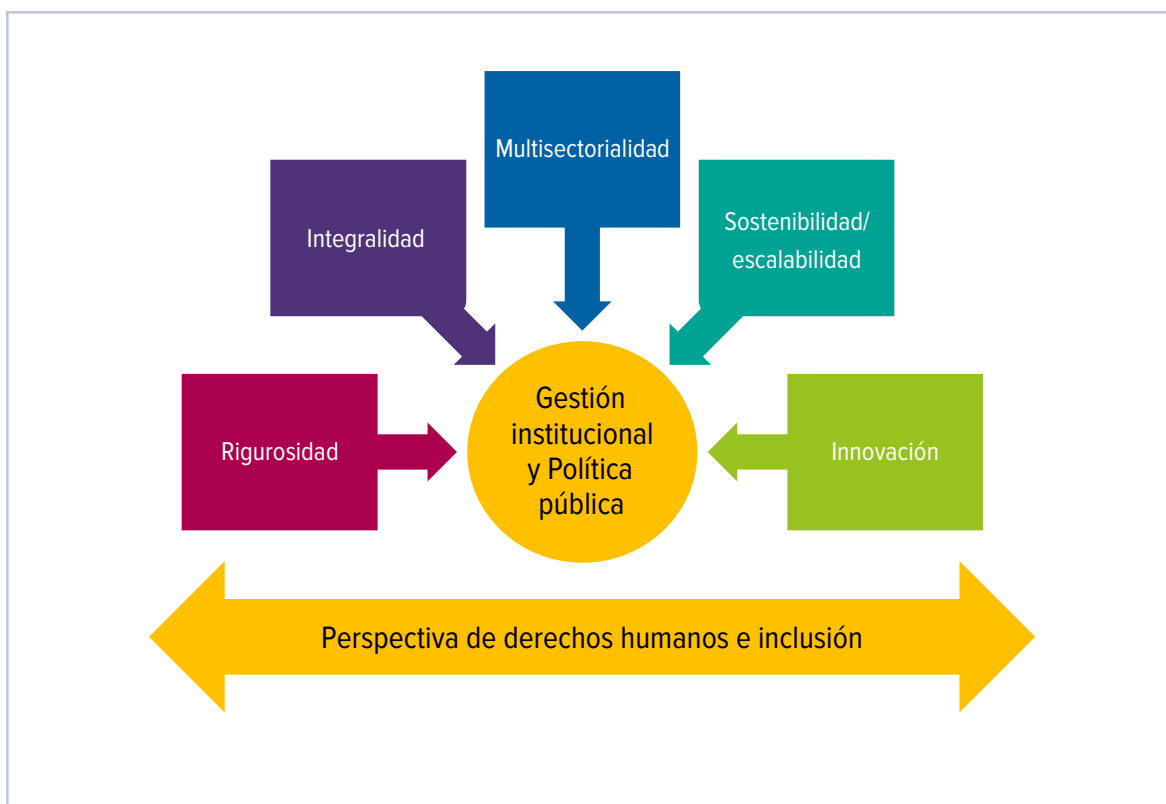 Multisectorialidad
Integralidad
Sostenibilidad/
escalabilidad
Rigurosidad
Gestión
institucional
y Política
pública
Innovación
Perspectiva de derechos humanos e inclusión